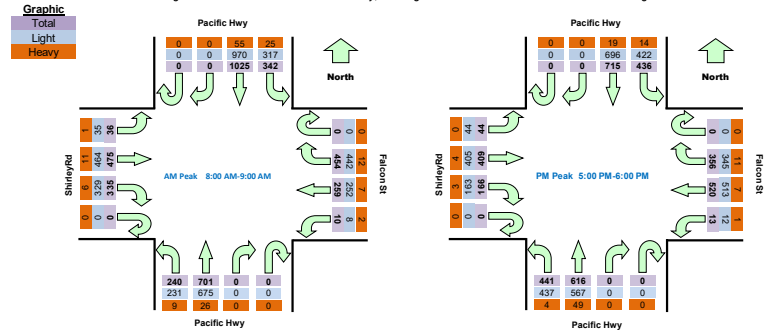 Graphic
Total
Light
Heavy
Pacific Hwy
0 0 55 25
0 0 970 317
0 0 1025 342
North
Shirley Rd
1 35 36
11 464 475
6 329 335
0 0 0
AM Peak 8:00 AM-9:00 AM
0 0 0
454 442 12
259 252 7
10 8 2
Falcon St
240 701 0 0
231 675 0 0
9 26 0 0
Pacific Hwy
Pacific Hwy
0 0 19 14
0 0 696 422
0 0 715 436
North
Shirley Rd
0 44 44
4 405 409
3 163 166
0 0 0
PM Peak 5:00 PM-6:00 PM
0 0 0
356 345 11
520 513 7
13 12 1
Falcon St
441 616 0 0
437 567 0 0
4 49 0 0
Pacific Hwy